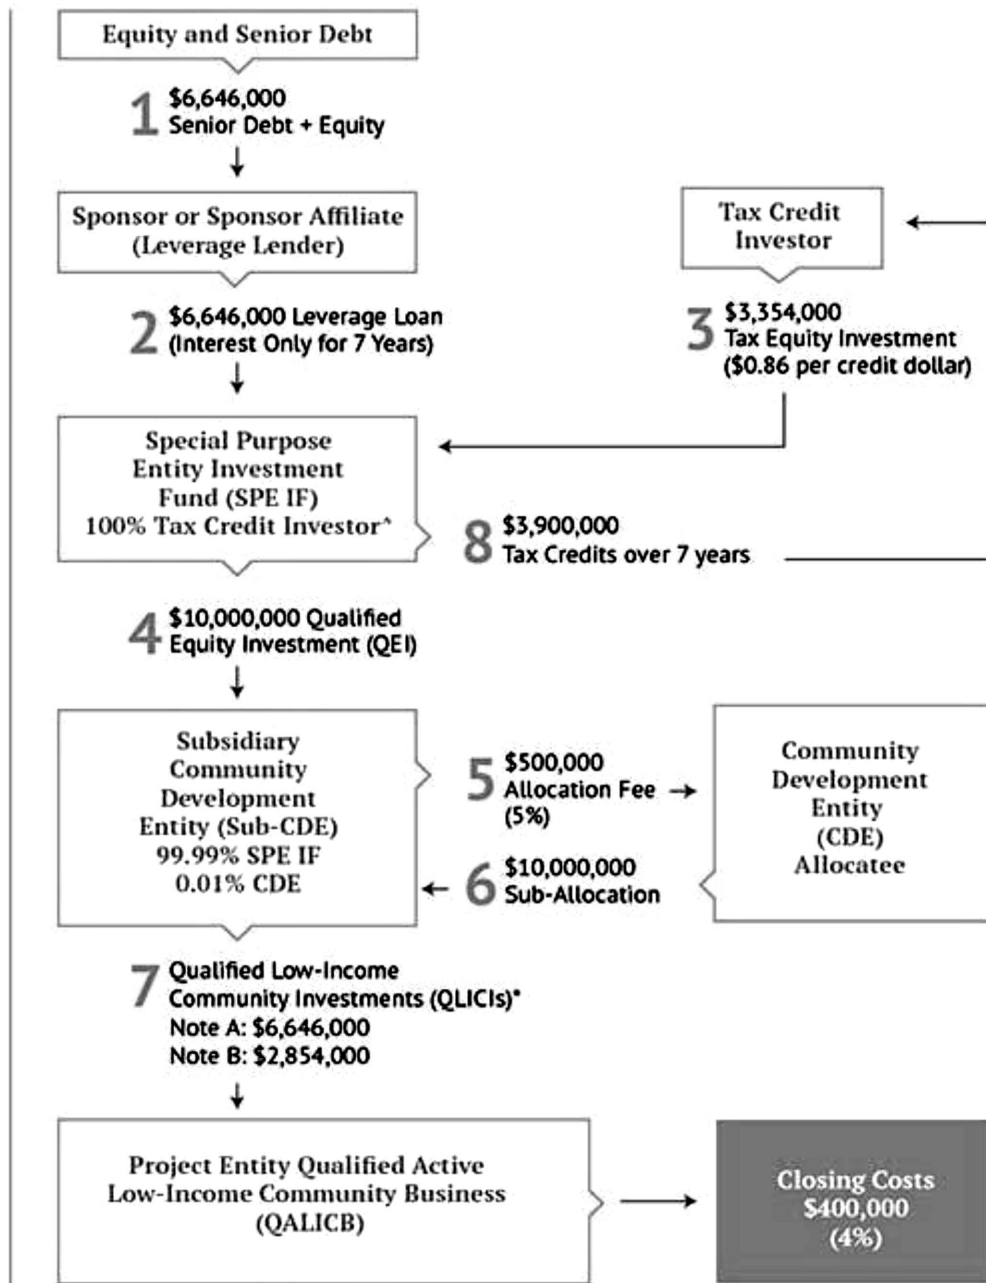 Equity and Senior Debt
1 $6,646,000
Senior Debt + Equity
Sponsor or Sponsor Affiliate
(Leverage Lender)
Tax Credit
Investor
2 $6,646,000 Leverage Loan
(Interest Only for 7 Years)
3 $3,354,000
Tax Equity Investment
($0.86 per credit dollar)
Special Purpose
Entity Investment
Fund (SPE IF)
100% Tax Credit Investor^
8 $3,900,000
Tax Credits over 7 years
4 $10,000,000 Qualified
Equity Investment (QEI)
Subsidiary
Community
Development
Entity (Sub-CDE)
99.99% SPE IF
0.01% CDE
5 $500,000
Allocation Fee
(5%)
6 $10,000,000
Sub-Allocation
Community
Development
Entity
(CDE)
Allocatee
7 Qualified Low-Income
Community Investments (QLICIs)*
Note A: $6,646,000
Note B: $2,854,000
Project Entity Qualified Active
Low-Income Community Business
(QALICB)
Closing Costs
$400,000
(4%)